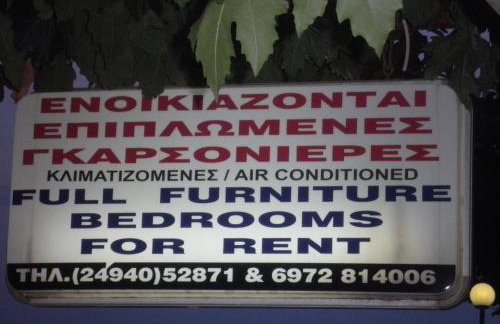 ΕΝΟΙΚΙΑΖΟΝΤΑΙ
ΕΠΙΠΛΩΜΕΝΕΣ
ΓΚΑΡΣΟΝΙΕΡΕΣ
ΚΛΙΜΑΤΙΖΟΜΕΝΕΣ / AIR CONDITIONED
FULL FURNITURE
BEDROOMS
FOR RENT
ΤΗΛ.(24940)52871 & 6972 814006